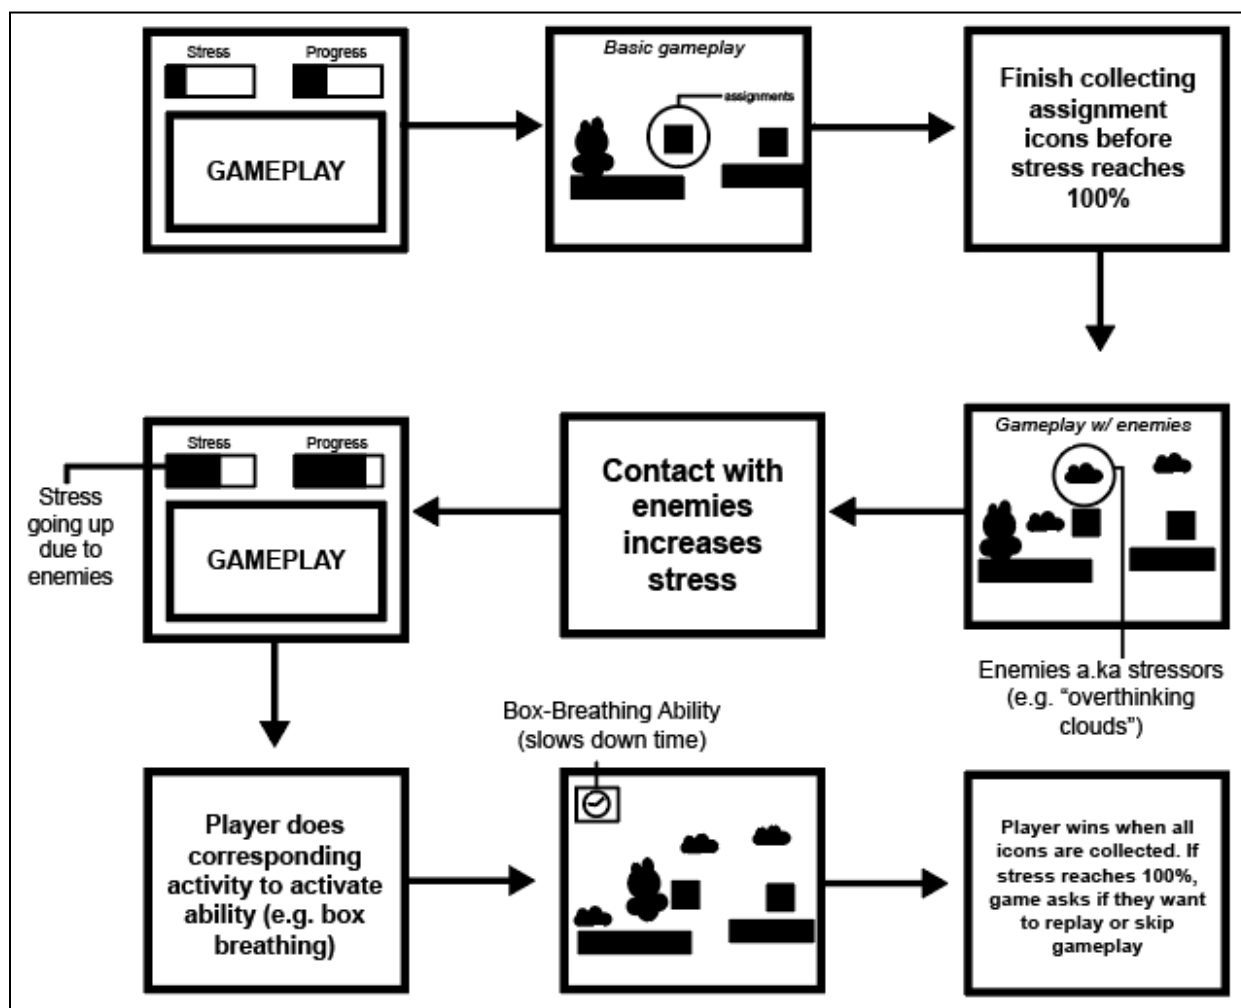 Stress
Progress
GAMEPLAY
Basic gameplay
assignments
Finish collecting
assignment
icons before
stress reaches
100%
Gameplay w/ enemies
Enemies a.ka stressors
(e.g. “overthinking
clouds”)
Contact with
enemies
increases
stress
Stress
Progress
GAMEPLAY
Stress
going up
due to
enemies
Player does
corresponding
activity to activate
ability (e.g. box
breathing)
Box-Breathing Ability
(slows down time)
Player wins when all
icons are collected. If
stress reaches 100%,
game asks if they want
to replay or skip
gameplay